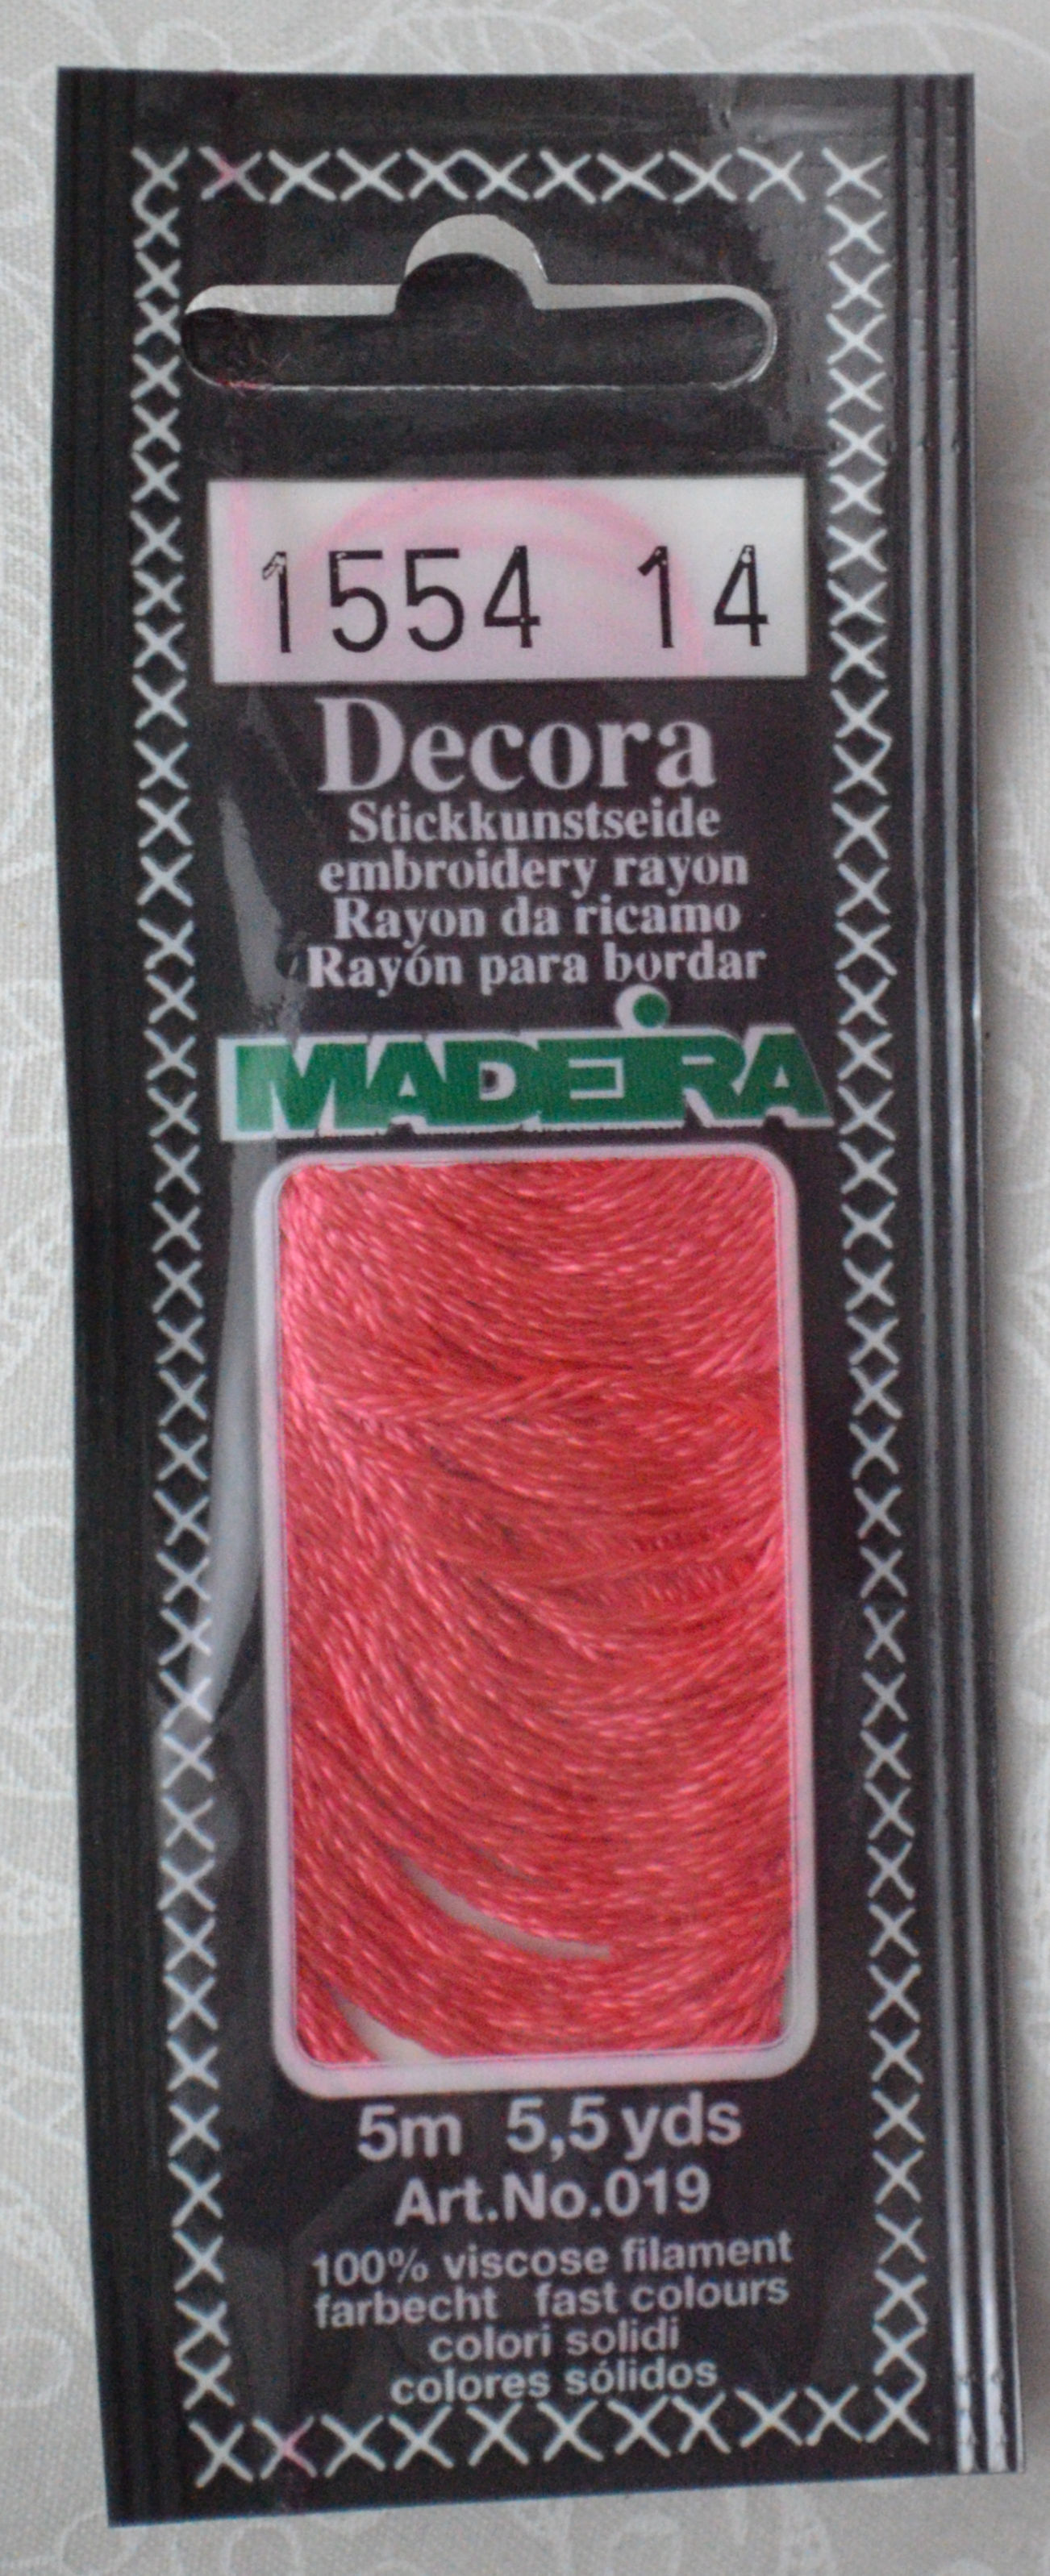 1554 14
Decora
Stickkunstseide
embroidery rayon
Rayon da ricamo
Rayón para bordar
MADEIRA
5m 5,5 yds
Art.No.019
100% viscose filament
farbecht fast colours
colori solidi
colores sólidos